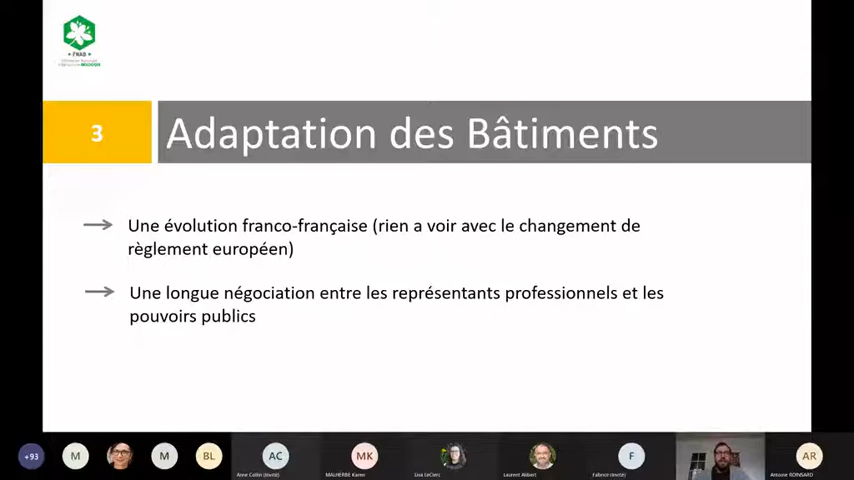 FNAB
3
Adaptation des Bâtiments
Une évolution franco-française (rien a voir avec le changement de
règlement européen)
Une longue négociation entre les représentants professionnels et les
pouvoirs publics
+93
M
M
BL
AC
MK
F
AR
Anne Collin (Invité)
MALHERBE Karen
Lisa LeClerc
Laurent Alibert
Fabnor (Invité)
Antoine ROINSARD